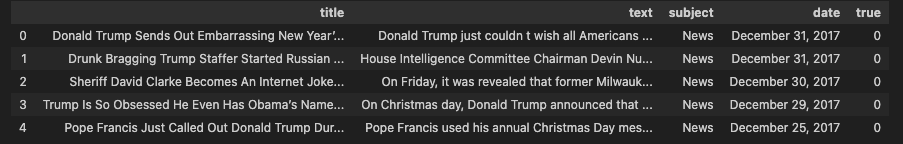 title text subject date true
0 Donald Trump Sends Out Embarrassing New Year’... Donald Trump just couldn t wish all Americans ... News December 31, 2017 0
1 Drunk Bragging Trump Staffer Started Russian ... House Intelligence Committee Chairman Devin Nu... News December 31, 2017 0
2 Sheriff David Clarke Becomes An Internet Joke... On Friday, it was revealed that former Milwauk... News December 30, 2017 0
3 Trump Is So Obsessed He Even Has Obama’s Name... On Christmas day, Donald Trump announced that ... News December 29, 2017 0
4 Pope Francis Just Called Out Donald Trump Dur... Pope Francis used his annual Christmas Day mes... News December 25, 2017 0